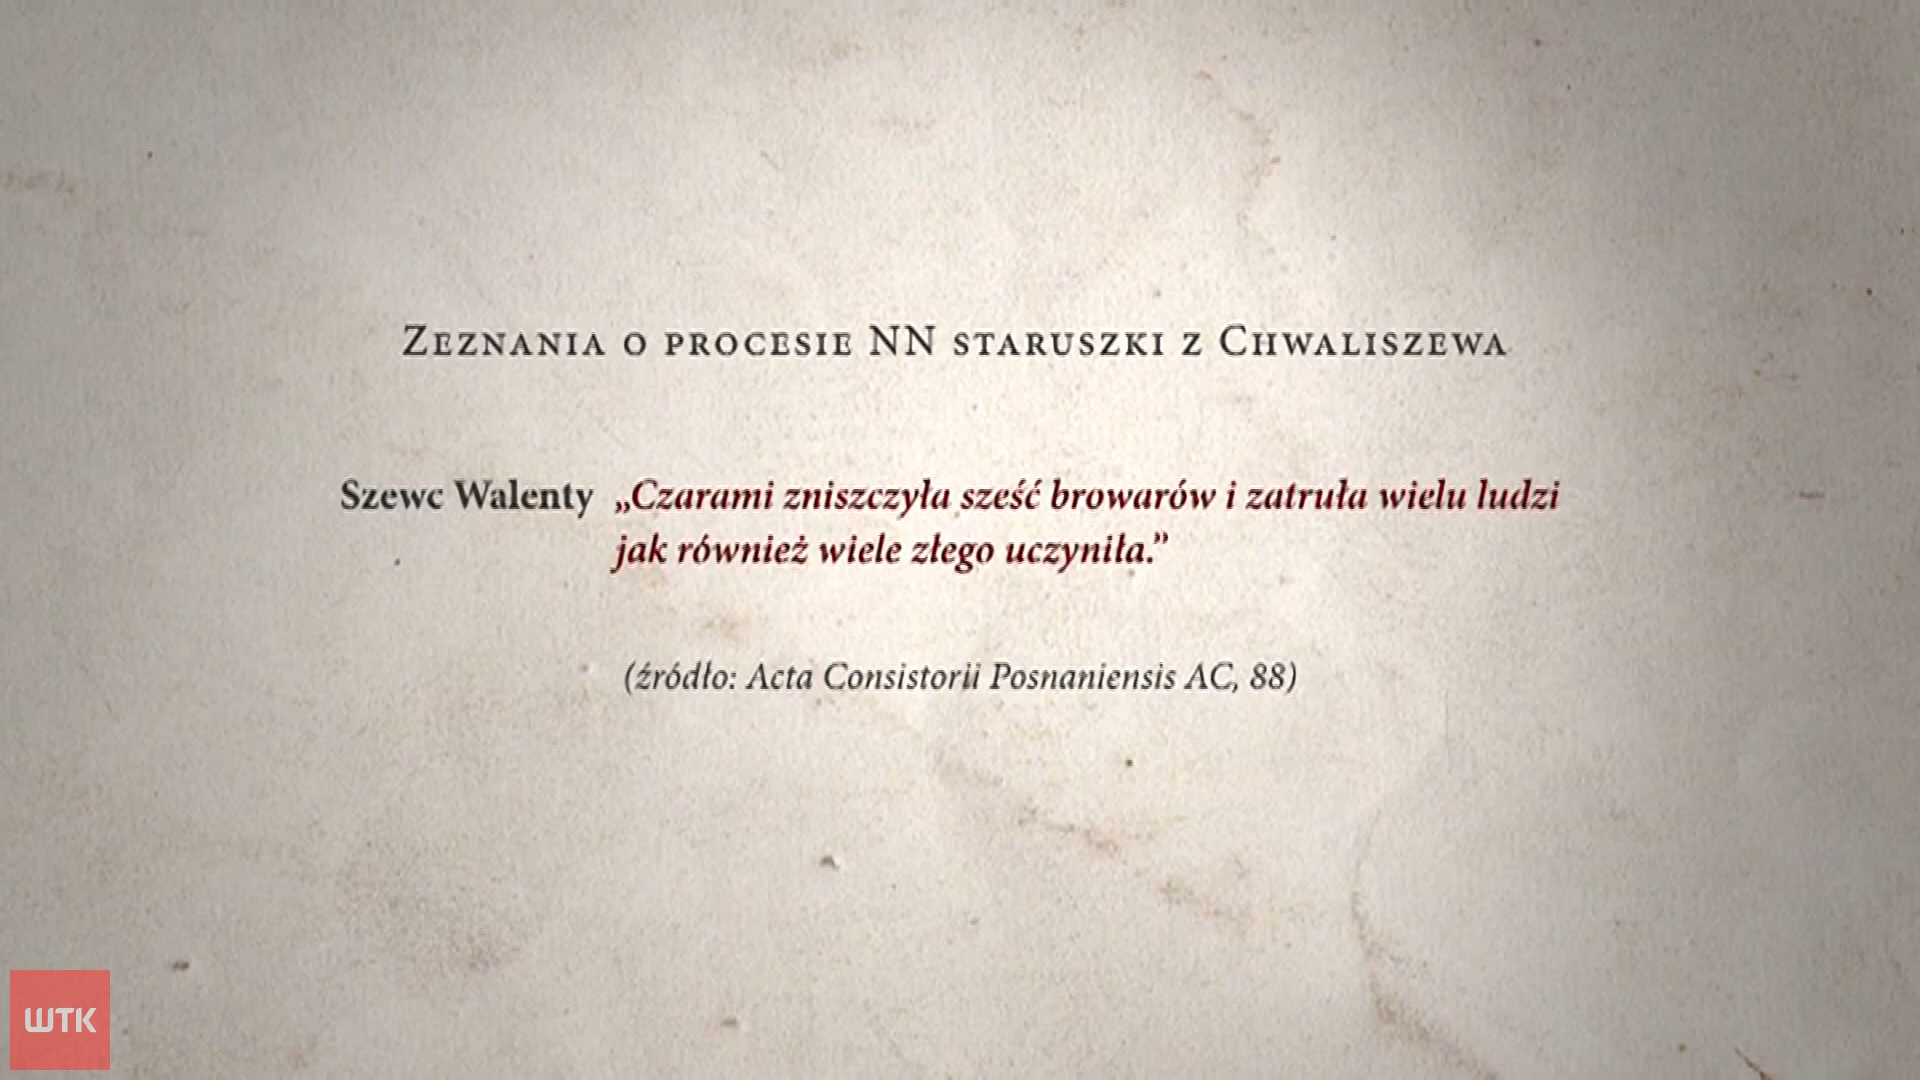 Zeznania o procesie NN staruszki z Chwaliszewa
Szewc Walenty „Czarami zniszczyła sześć browarów i zatruła wielu ludzi
jak również wiele złego uczyniła.”
(źródło: Acta Consistorii Posnaniensis AC, 88)
WTK